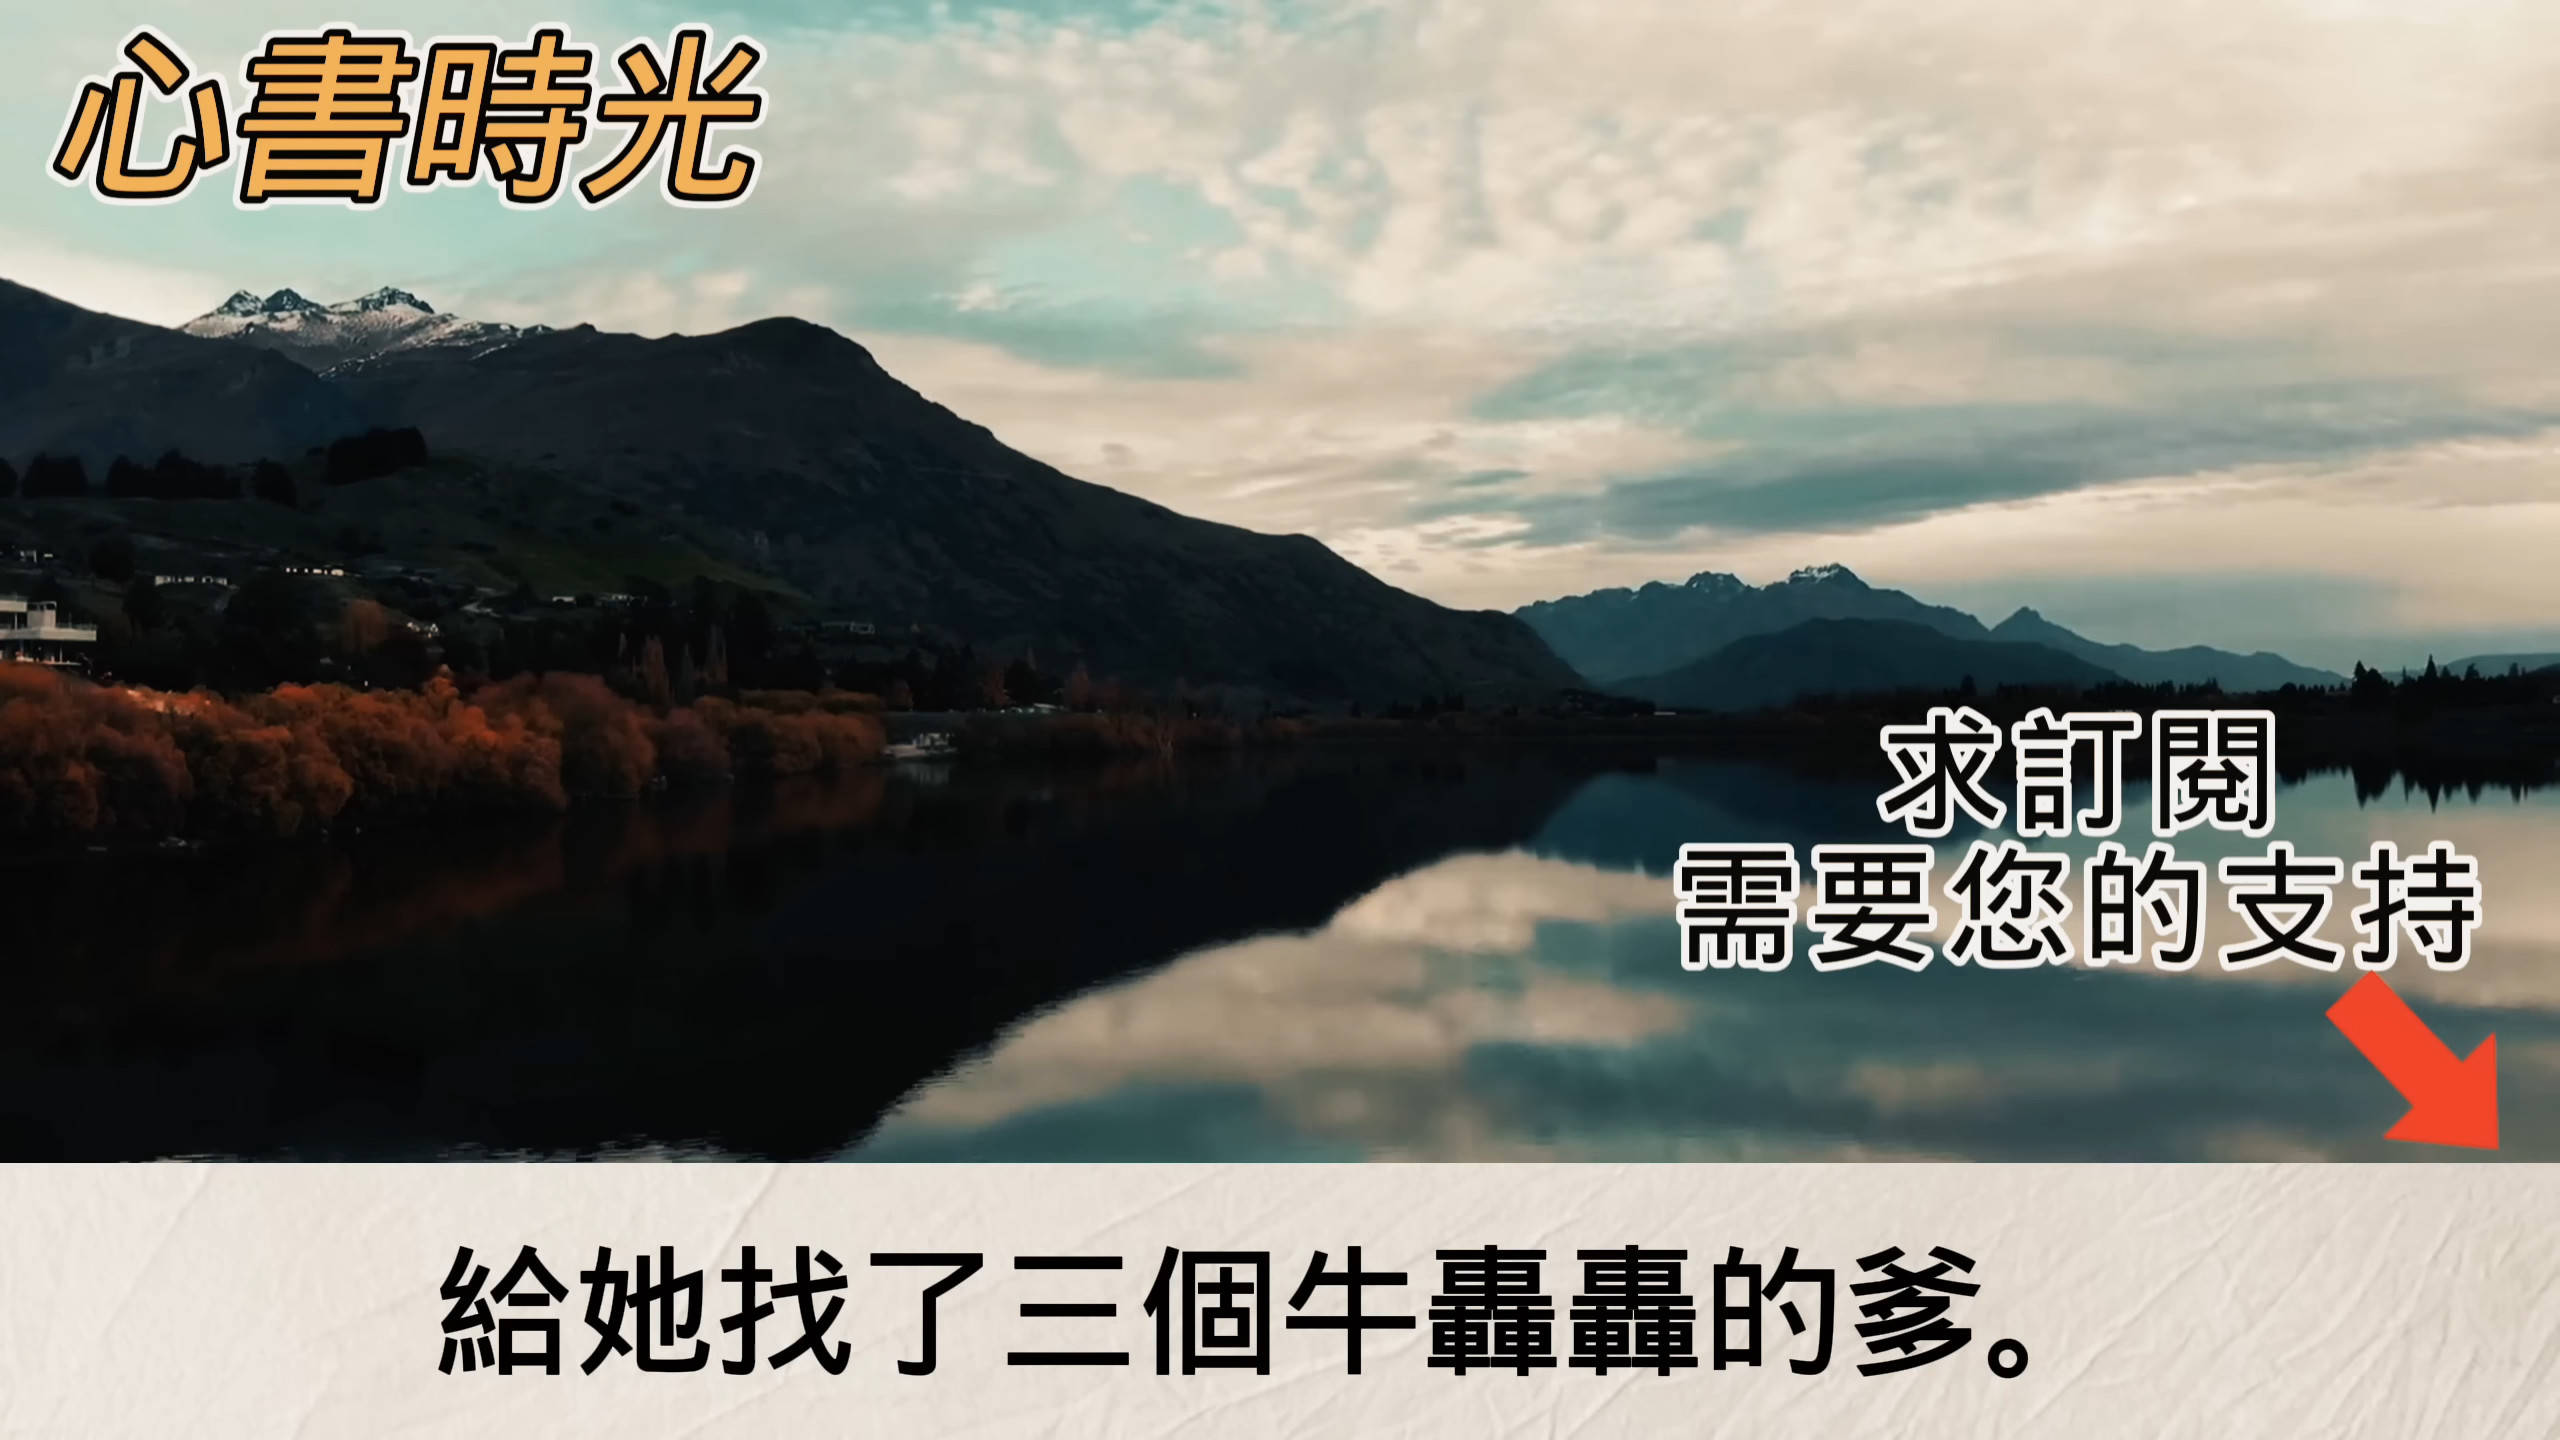 心書時光
求訂閱
需要您的支持
給她找了三個牛轟轟的爹。